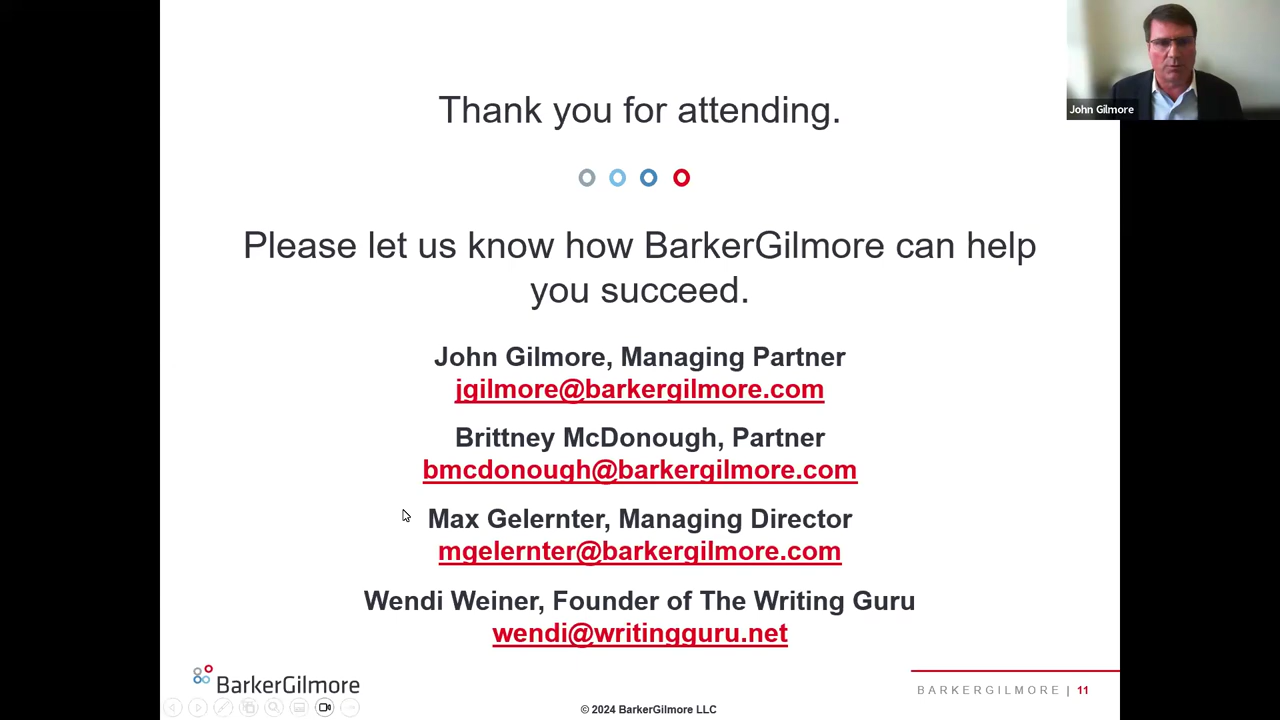 Thank you for attending.
John Gilmore
Please let us know how BarkerGilmore can help
you succeed.
John Gilmore, Managing Partner
jgilmore@barkergilmore.com
Brittney McDonough, Partner
bmcdonough@barkergilmore.com
Max Gelernter, Managing Director
mgelernter@barkergilmore.com
Wendi Weiner, Founder of The Writing Guru
wendi@writingguru.net
BarkerGilmore
BARKERGILMORE | 11
© 2024 BarkerGilmore LLC